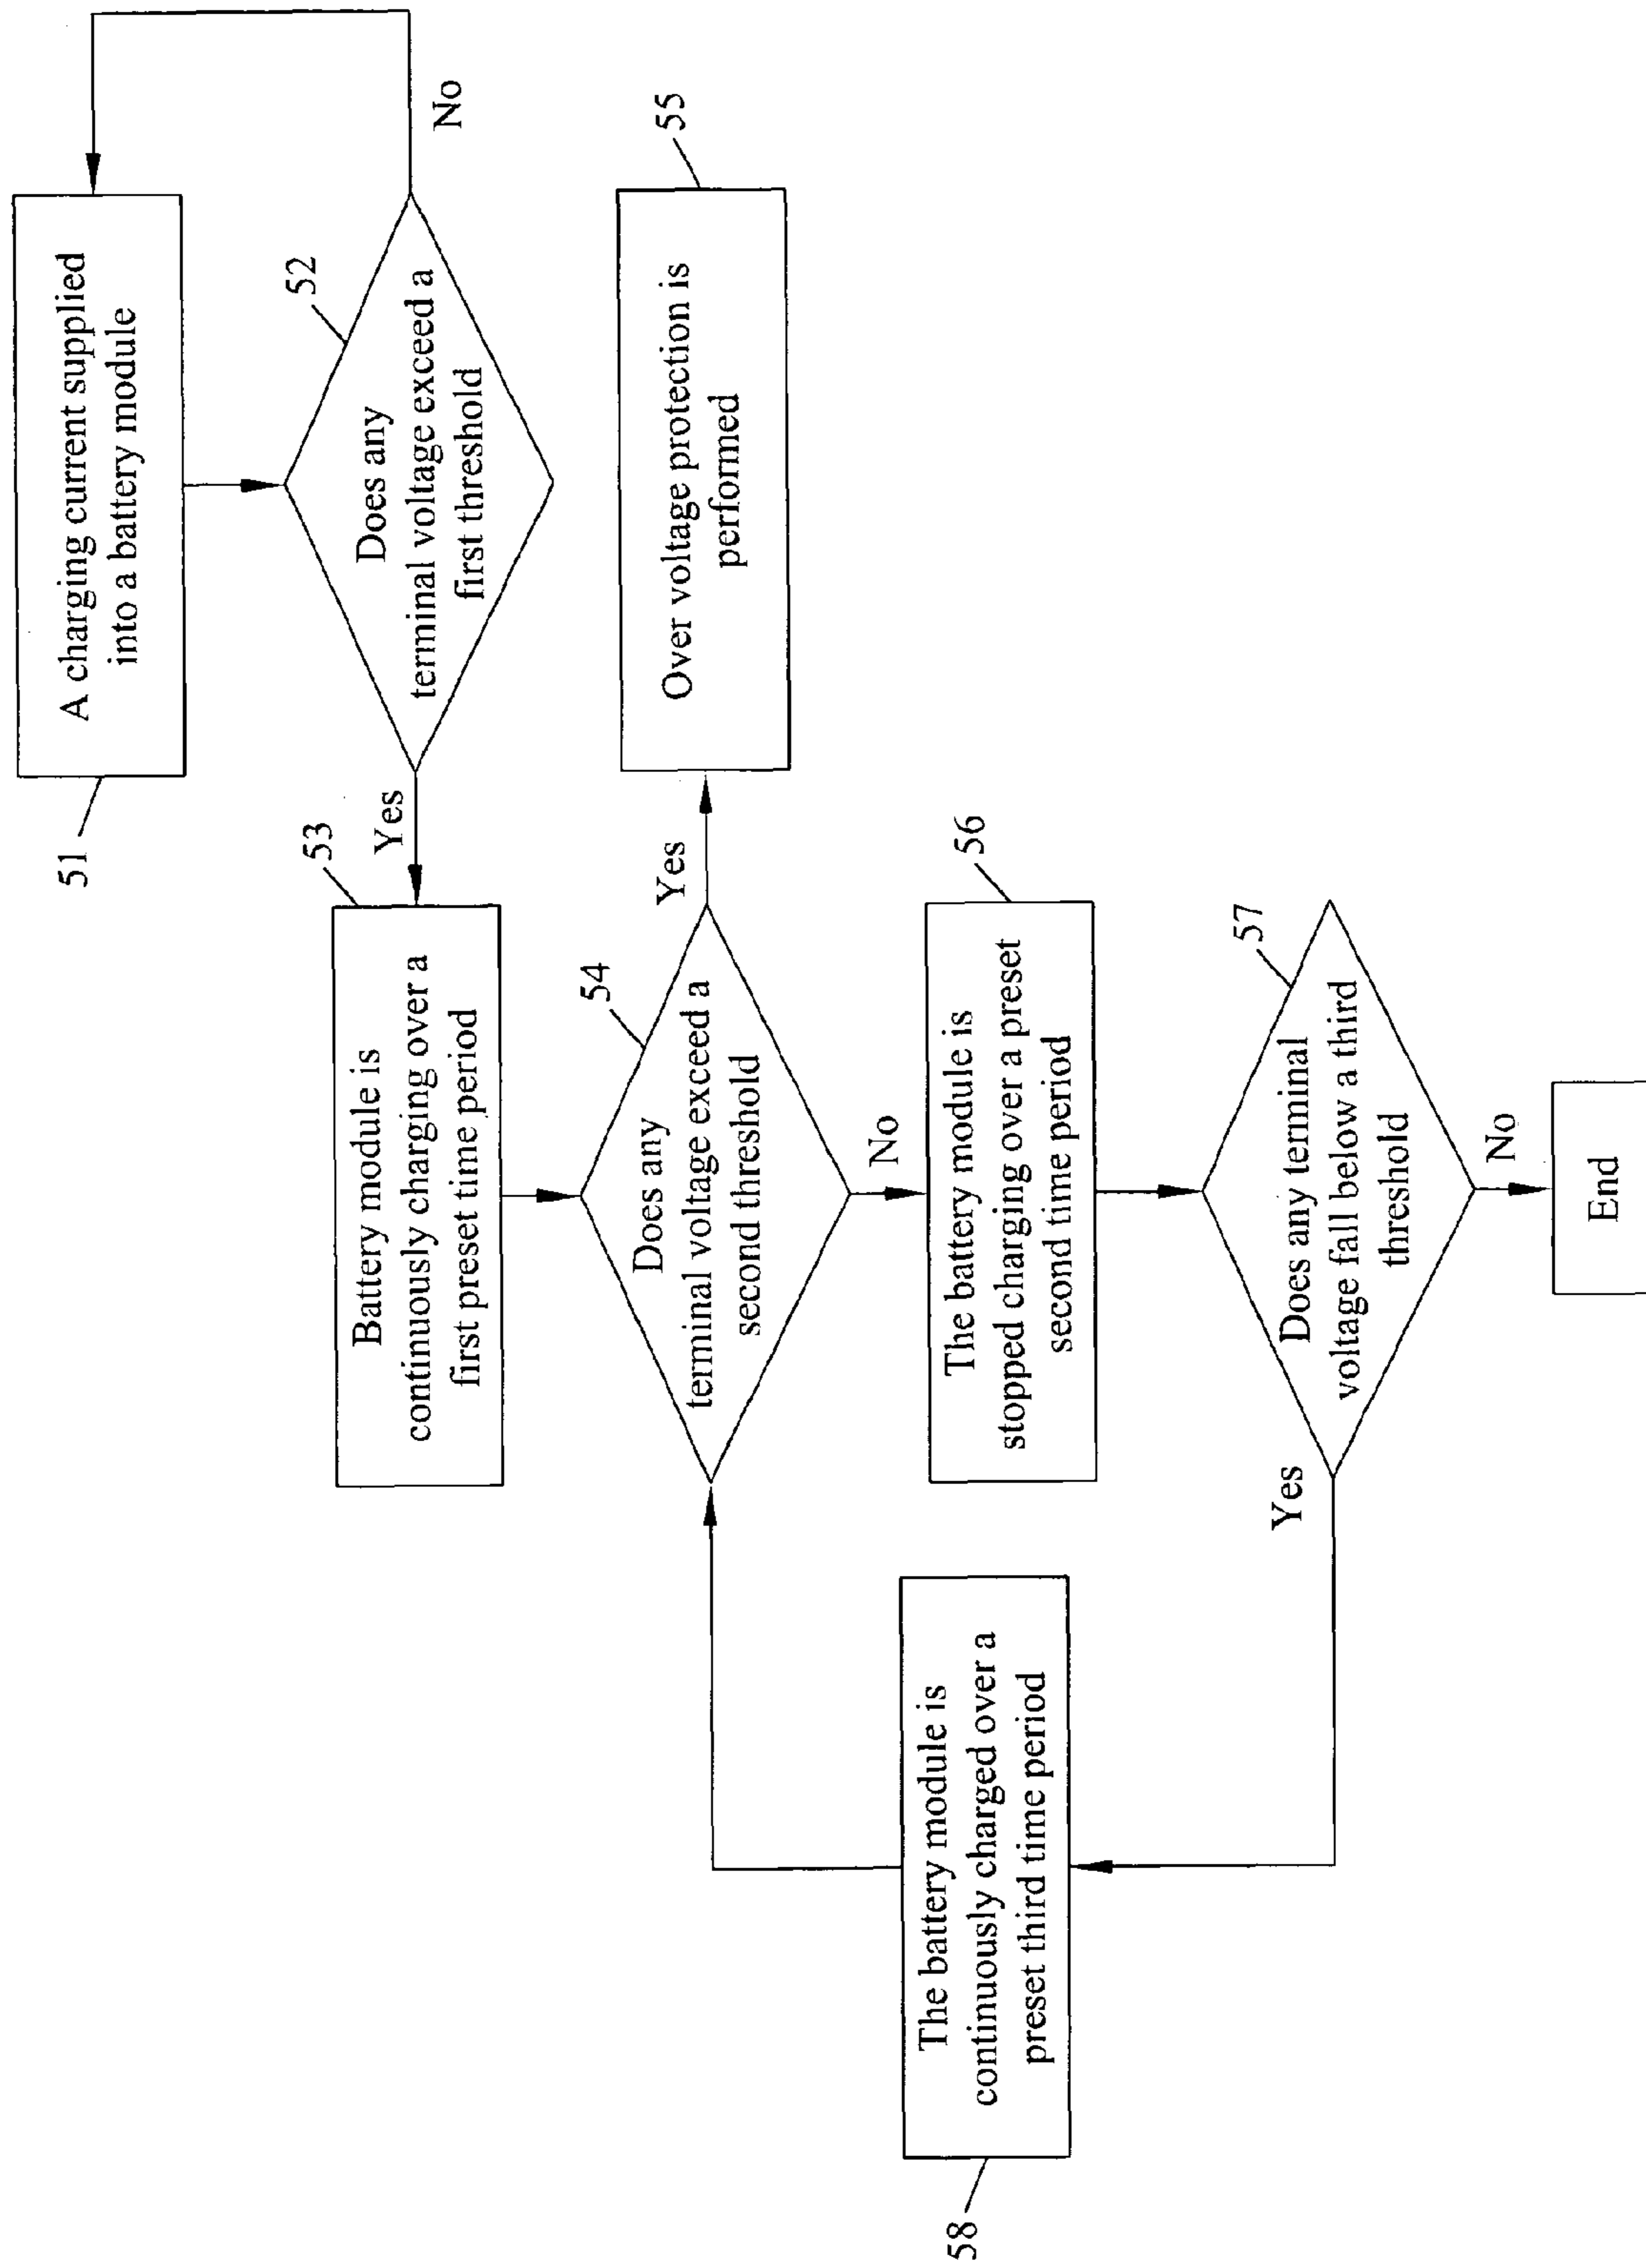 51
A charging current supplied
into a battery module
52
Does any
terminal voltage exceed a
first threshold
No
Yes
53
Battery module is
continuously charging over a
first preset time period
54
Does any
terminal voltage exceed a
second threshold
Yes
55
Over voltage protection is
performed
No
56
The battery module is
stopped charging over a preset
second time period
57
Does any terminal
voltage fall below a third
threshold
Yes
58
The battery module is
continuously charged over a
preset third time period
No
End